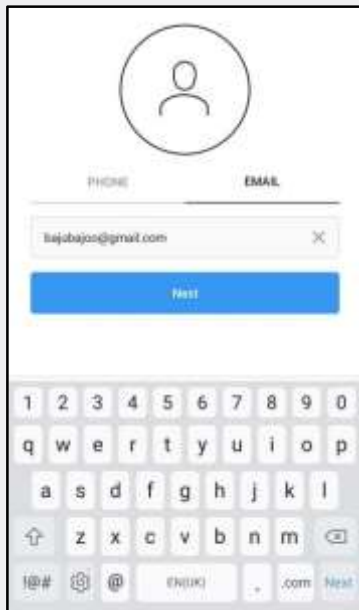 PHONE EMAIL
bajabajoo@gmail.com
Next
1 2 3 4 5 6 7 8 9 0
q w e r t y u i o p
a s d f g h j k l
z x c v b n m
!@# @ EN(UK) . .com Next